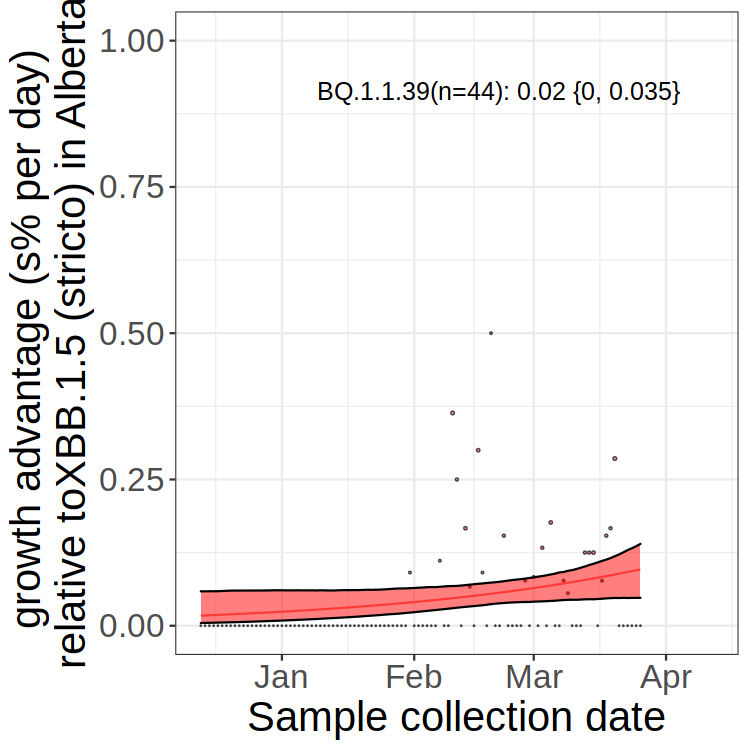 growth advantage (s% per day)
relative toXBB.1.5 (stricto) in Alberta
1.00
0.75
0.50
0.25
0.00
BQ.1.1.39(n=44): 0.02 {0, 0.035}
Jan Feb Mar Apr
Sample collection date